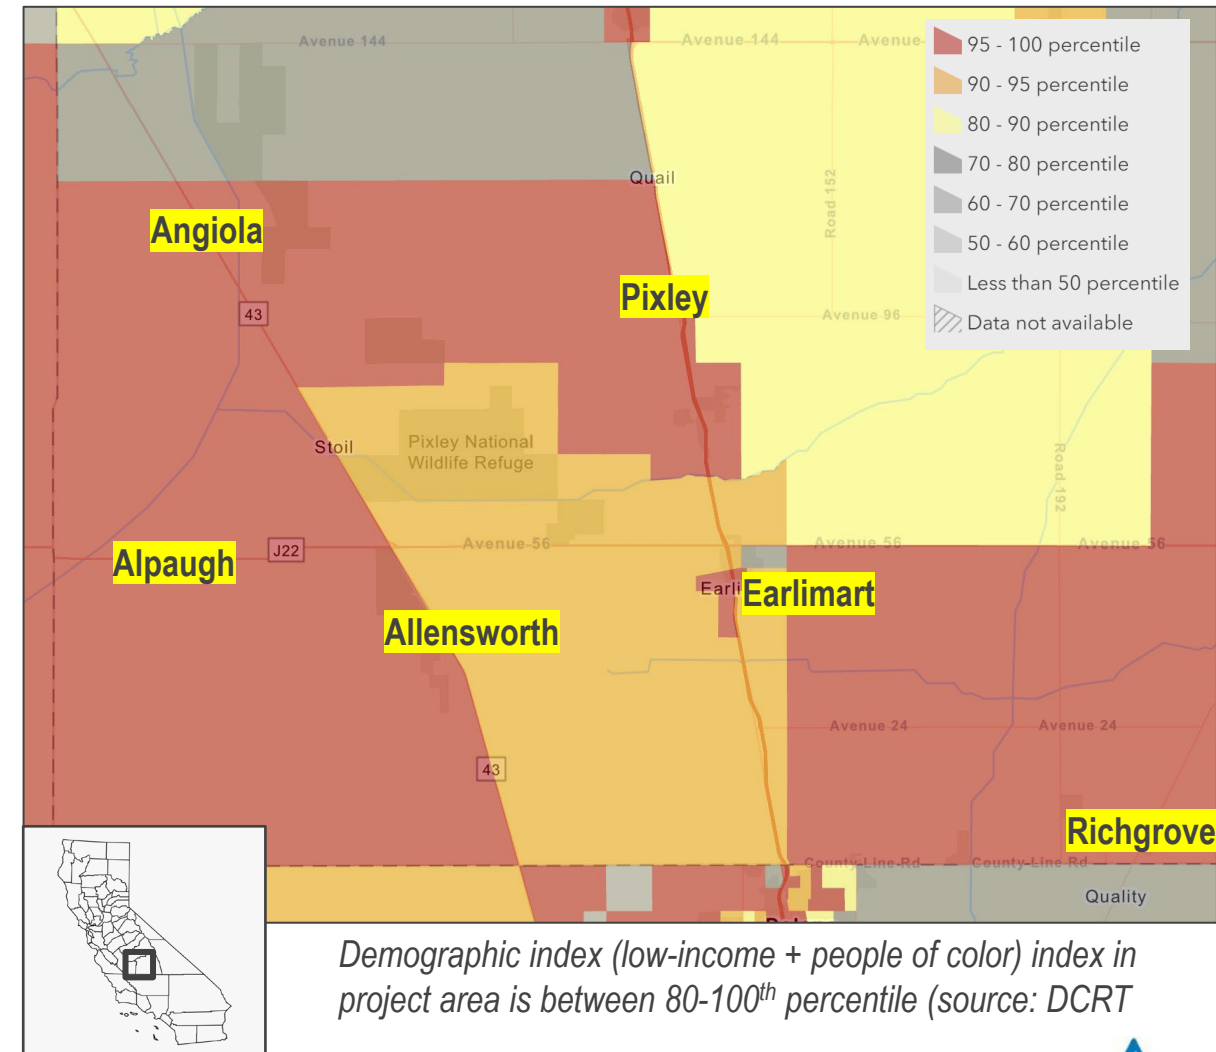 Avenue 144
Avenue 144
Avenue
95 - 100 percentile
90 - 95 percentile
80 - 90 percentile
70 - 80 percentile
60 - 70 percentile
50 - 60 percentile
Less than 50 percentile
Data not available
Quail
Road 152
Angiola
Pixley
43
Avenue 96
Stoil
Pixley National
Wildlife Refuge
Road 192
Alpaugh
J22
Avenue 56
Avenue 56
Avenue 56
Earli
Earlimart
Allensworth
Avenue 24
Avenue 24
43
Richgrove
County Line Rd
County Line Rd
Quality
Demographic index (low-income + people of color) index in
project area is between 80-100th percentile (source: DCRT